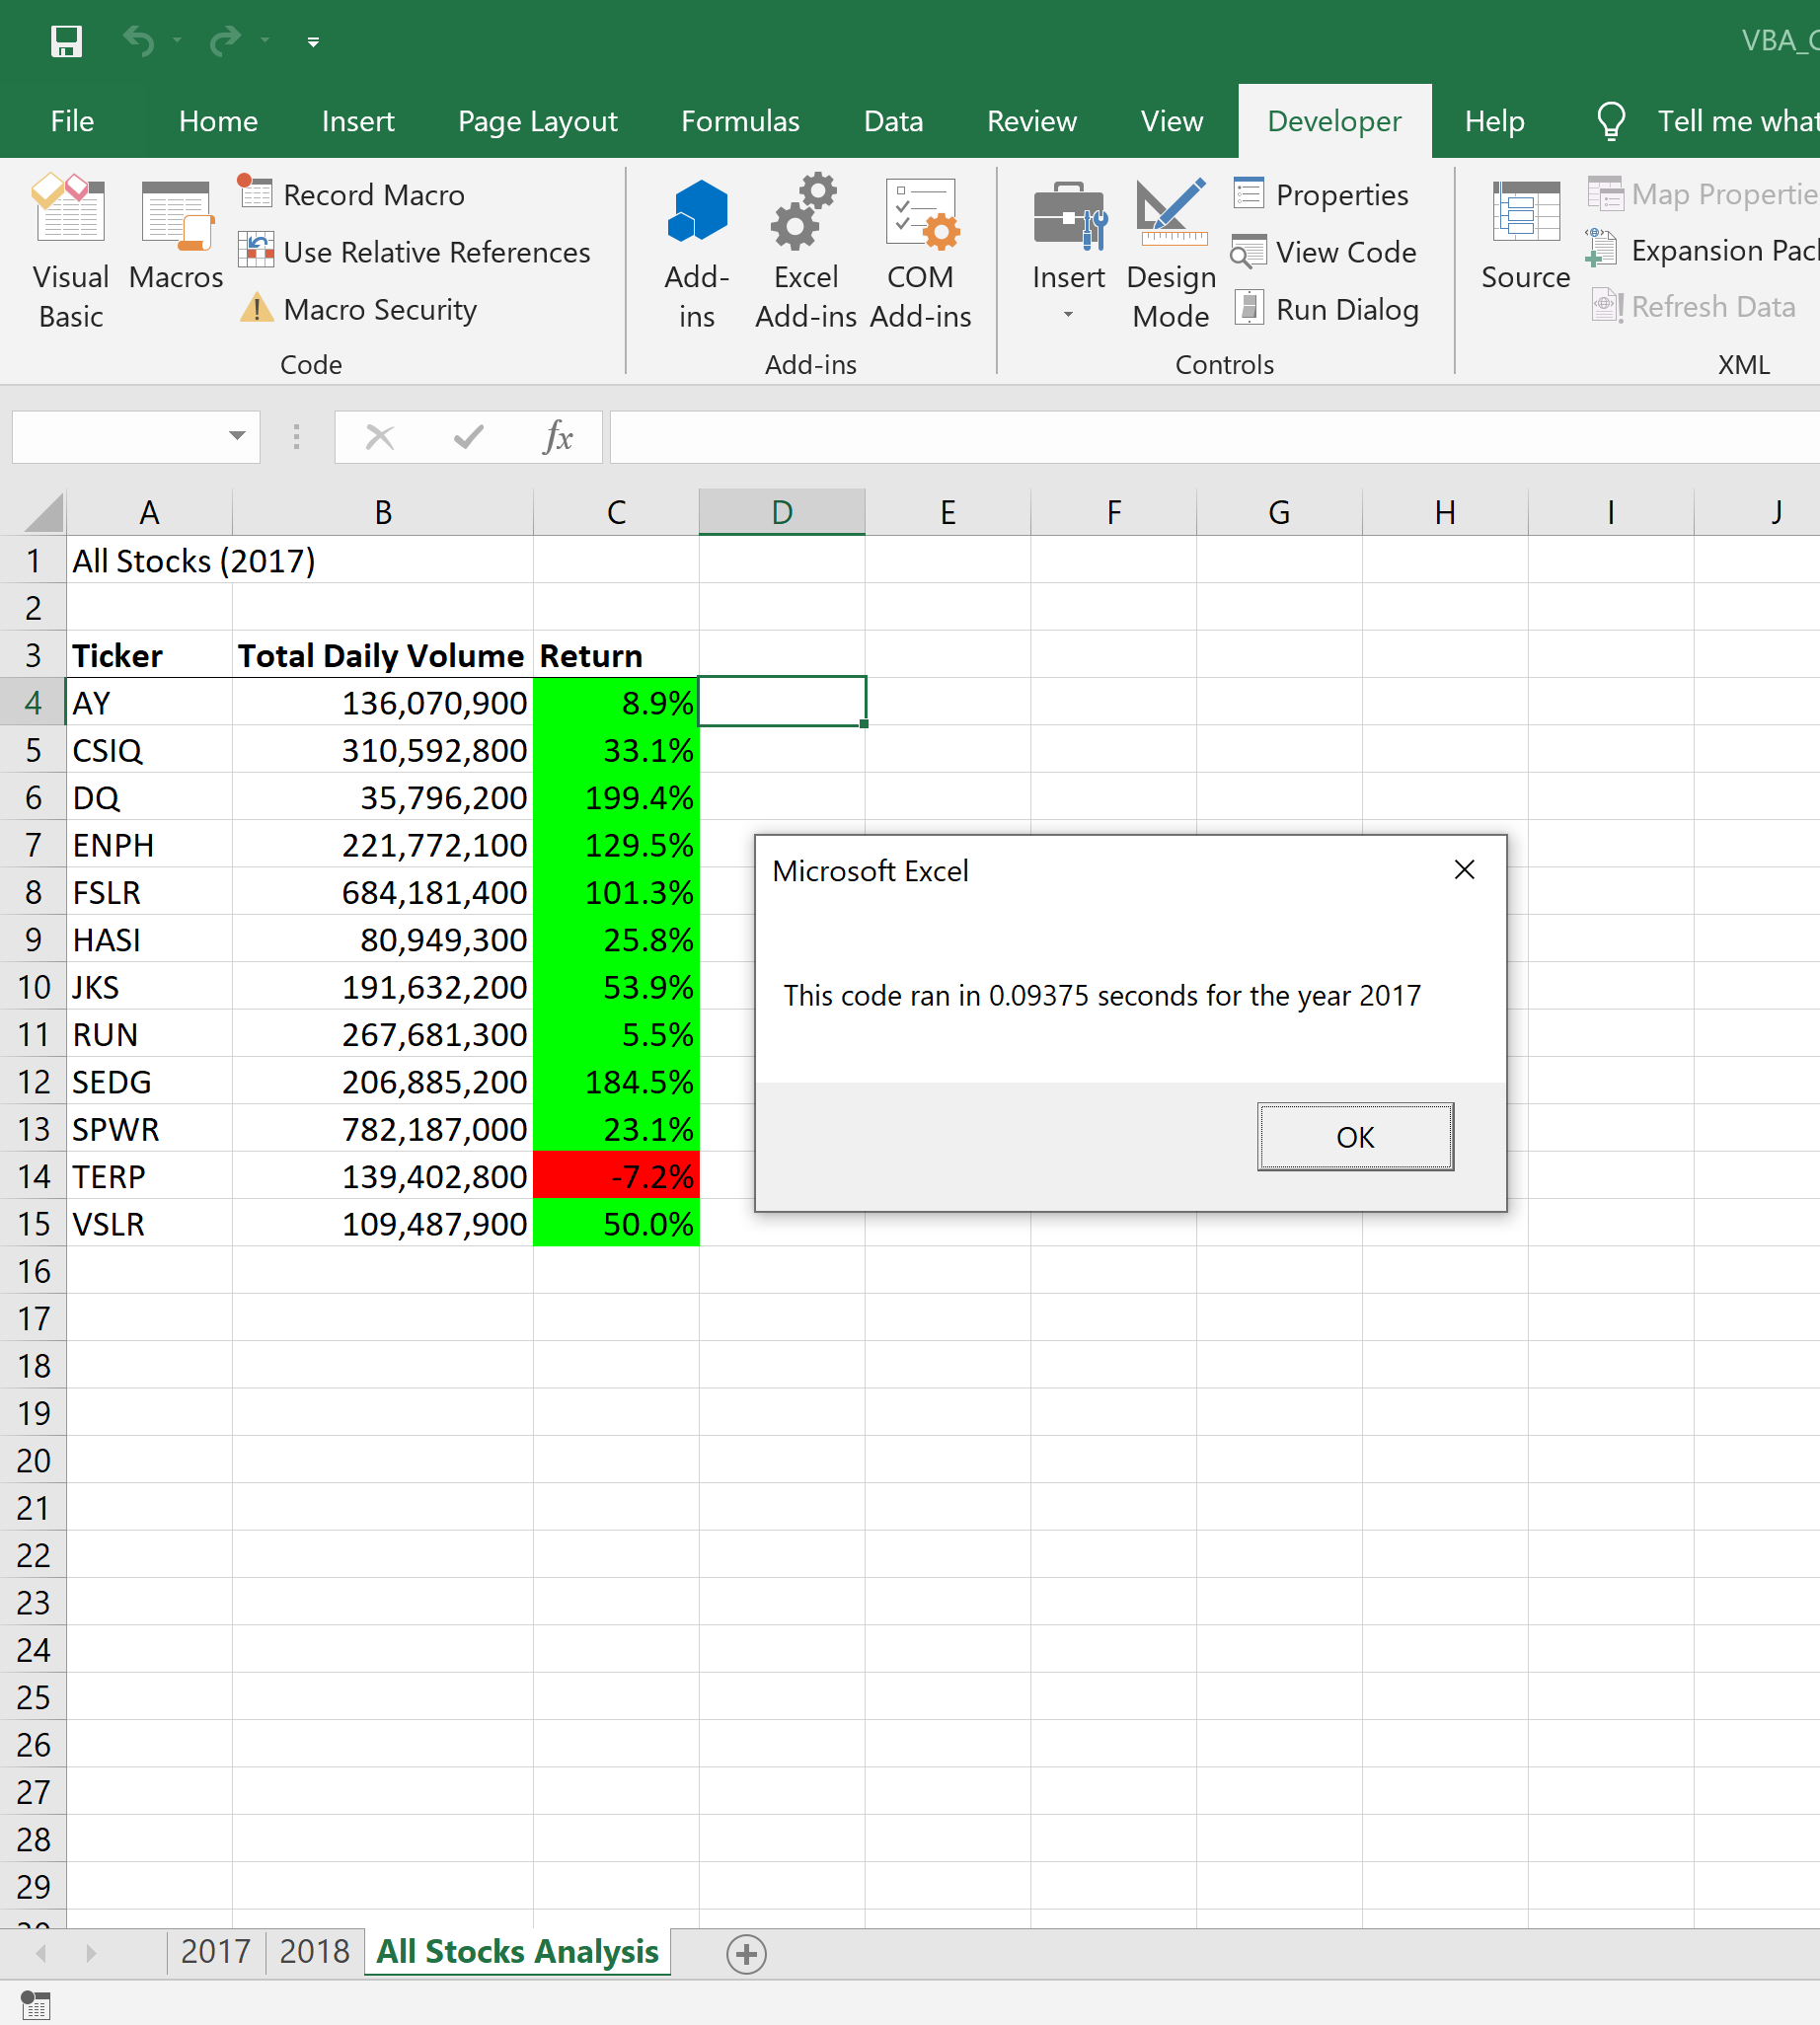 VBA_C
File Home Insert Page Layout Formulas Data Review View Developer Help Tell me what
Visual Basic
Macros
Record Macro
Use Relative References
Macro Security
Code
Add-ins
Excel Add-ins
COM Add-ins
Add-ins
Insert
Design Mode
Properties
View Code
Run Dialog
Controls
Source
Map Propertie
Expansion Pac
Refresh Data
XML
fx
A B C D E F G H I J
1 All Stocks (2017)
2
3 Ticker Total Daily Volume Return
4 AY 136,070,900 8.9%
5 CSIQ 310,592,800 33.1%
6 DQ 35,796,200 199.4%
7 ENPH 221,772,100 129.5%
8 FSLR 684,181,400 101.3%
9 HASI 80,949,300 25.8%
10 JKS 191,632,200 53.9%
11 RUN 267,681,300 5.5%
12 SEDG 206,885,200 184.5%
13 SPWR 782,187,000 23.1%
14 TERP 139,402,800 -7.2%
15 VSLR 109,487,900 50.0%
16
17
18
19
20
21
22
23
24
25
26
27
28
29
Microsoft Excel
This code ran in 0.09375 seconds for the year 2017
OK
2017 2018 All Stocks Analysis